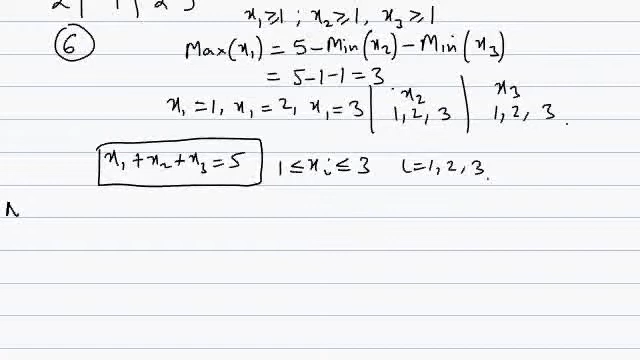 x₁ ≥ 1 ; x₂ ≥ 1, x₃ ≥ 1
⑥ Max(x₁) = 5 - Min(x₂) - Min(x₃)
= 5 - 1 - 1 = 3
x₁ = 1, x₁ = 2, x₁ = 3 | x₂ 1, 2, 3 | x₃ 1, 2, 3.
x₁ + x₂ + x₃ = 5 1 ≤ xᵢ ≤ 3 i = 1, 2, 3.